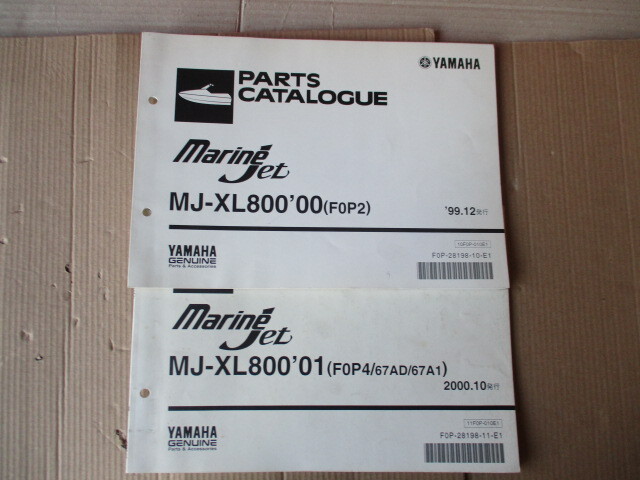 YAMAHA
PARTS
CATALOGUE
Marine Jet
MJ-XL800'00(F0P2)
'99.12発行
YAMAHA
GENUINE
Parts & Accessories
F0P-28198-10-E1
Marine Jet
MJ-XL800'01(F0P4/67AD/67A1)
2000.10発行
YAMAHA
GENUINE
Parts & Accessories
F0P-28198-11-E1